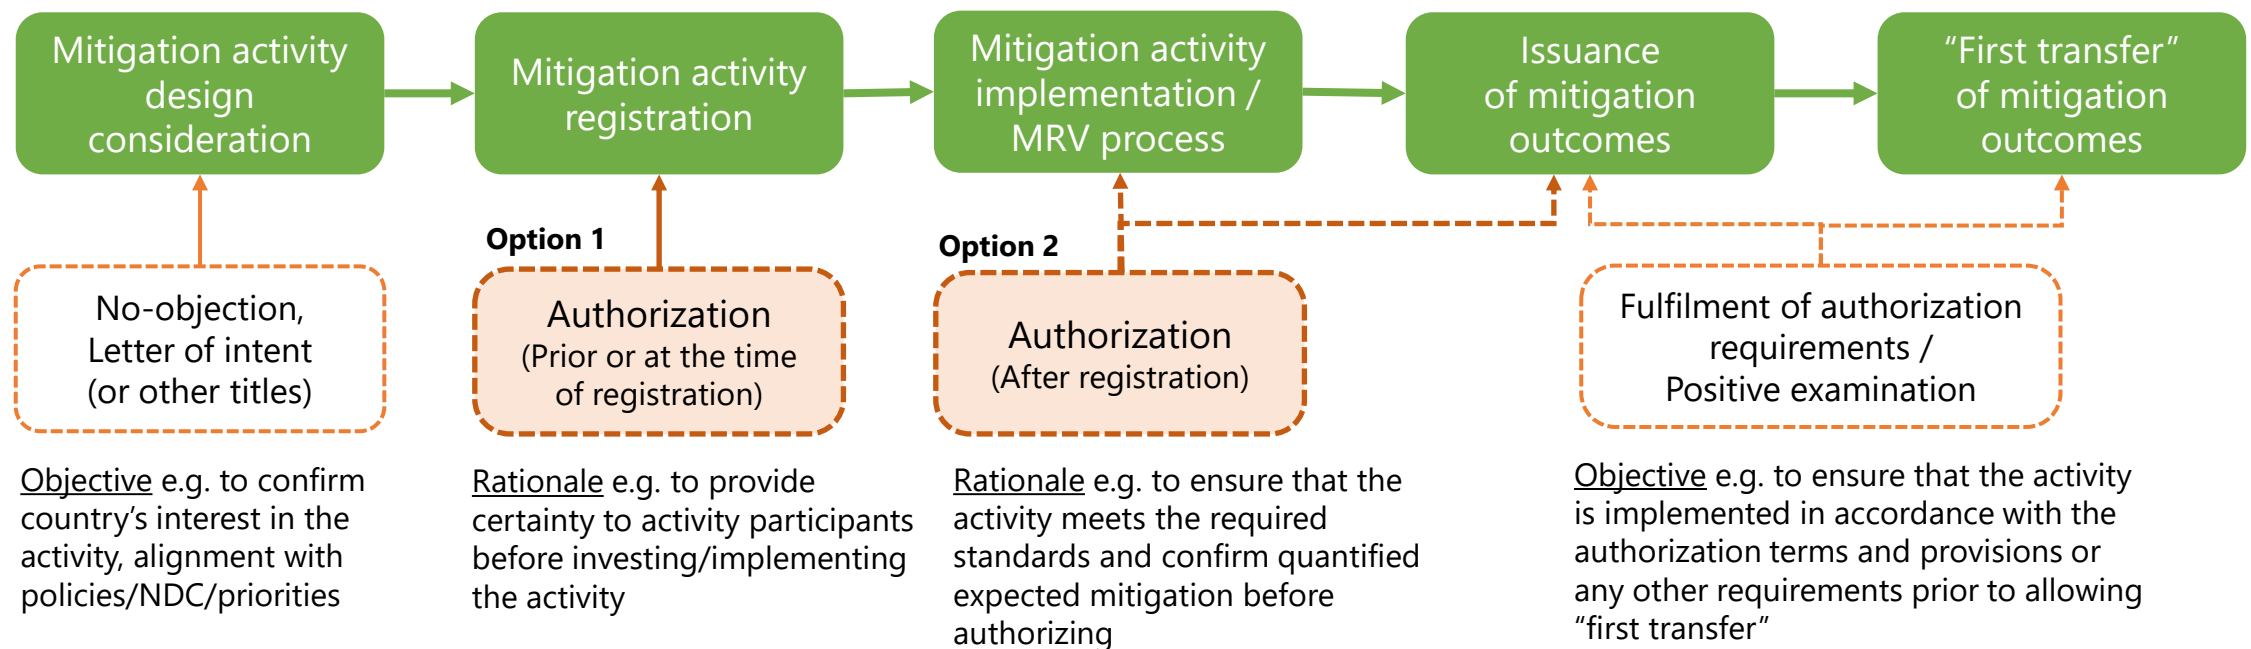 Mitigation activity
design
consideration
Mitigation activity
registration
Mitigation activity
implementation /
MRV process
Issuance
of mitigation
outcomes
“First transfer”
of mitigation
outcomes
No-objection,
Letter of intent
(or other titles)
Option 1
Authorization
(Prior or at the time
of registration)
Option 2
Authorization
(After registration)
Fulfilment of authorization
requirements /
Positive examination
Objective e.g. to confirm
country’s interest in the
activity, alignment with
policies/NDC/priorities
Rationale e.g. to provide
certainty to activity participants
before investing/implementing
the activity
Rationale e.g. to ensure that the
activity meets the required
standards and confirm quantified
expected mitigation before
authorizing
Objective e.g. to ensure that the activity
is implemented in accordance with the
authorization terms and provisions or
any other requirements prior to allowing
“first transfer”